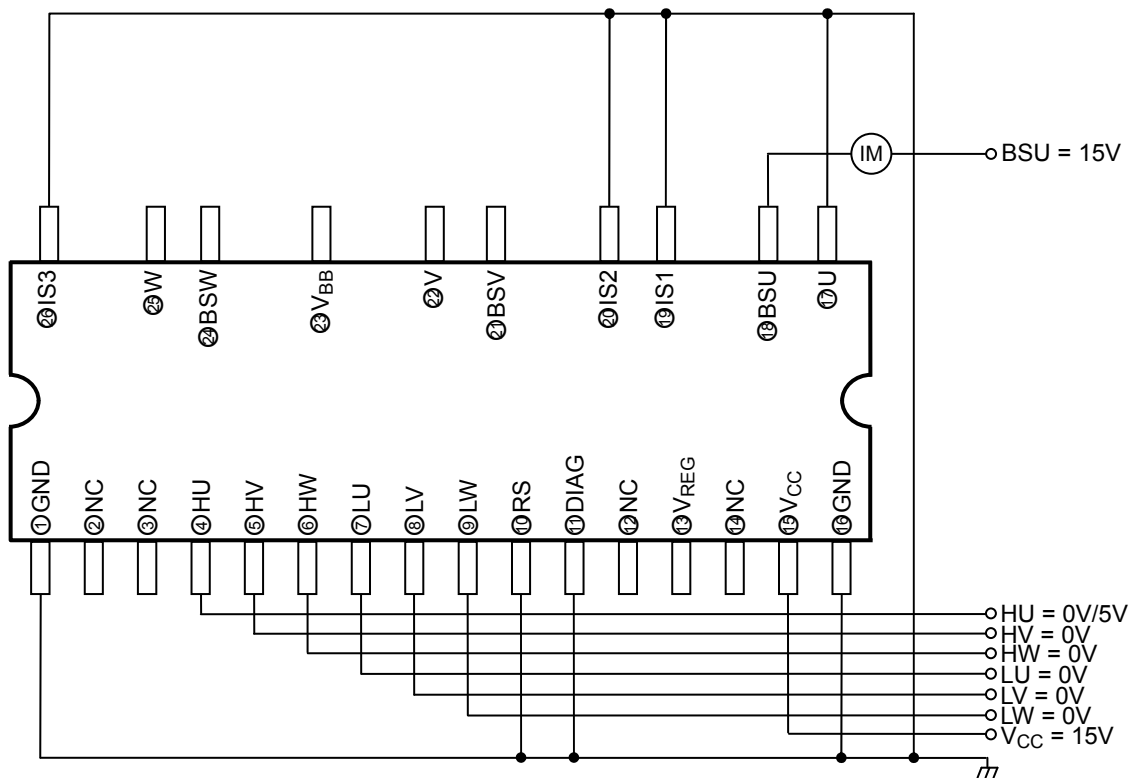 IM
BSU = 15V
㉖IS3
㉕W
㉔BSW
㉓VBB
㉒V
㉑BSV
⑳IS2
⑲IS1
⑱BSU
⑰U
①GND
②NC
③NC
④HU
⑤HV
⑥HW
⑦LU
⑧LV
⑨LW
⑩RS
⑪DIAG
⑫NC
⑬VREG
⑭NC
⑮VCC
⑯GND
HU = 0V/5V
HV = 0V
HW = 0V
LU = 0V
LV = 0V
LW = 0V
VCC = 15V